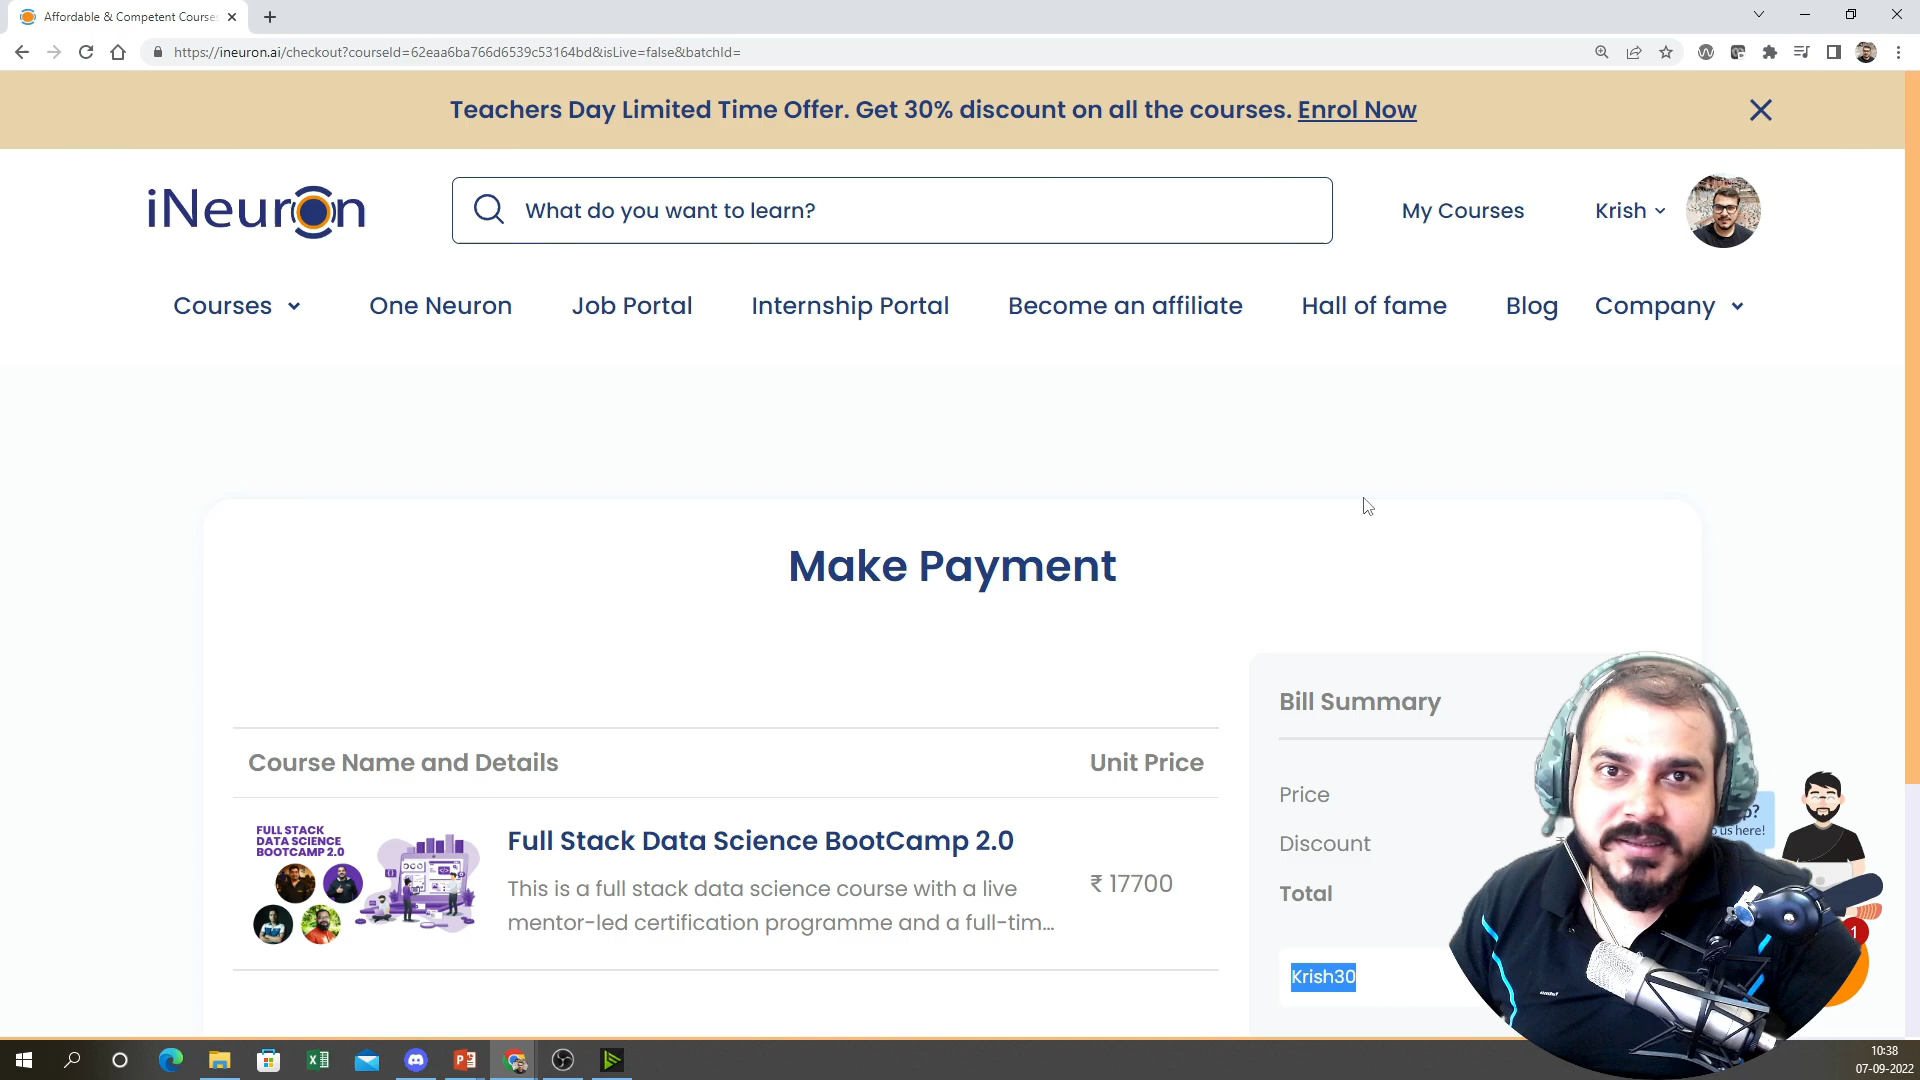 Affordable & Competent Course
https://ineuron.ai/checkout?courseId=62eaa6ba766d6539c53164bd&isLive=false&batchId=
Teachers Day Limited Time Offer. Get 30% discount on all the courses. Enrol Now
iNeuron
What do you want to learn?
My Courses
Krish
Courses
One Neuron
Job Portal
Internship Portal
Become an affiliate
Hall of fame
Blog
Company
Make Payment
Bill Summary
Course Name and Details
Unit Price
Price
FULL STACK
DATA SCIENCE
BOOTCAMP 2.0
Full Stack Data Science BootCamp 2.0
This is a full stack data science course with a live
mentor-led certification programme and a full-tim...
₹ 17700
Discount
Total
Krish30
us here!
1
10:38
07-09-2022